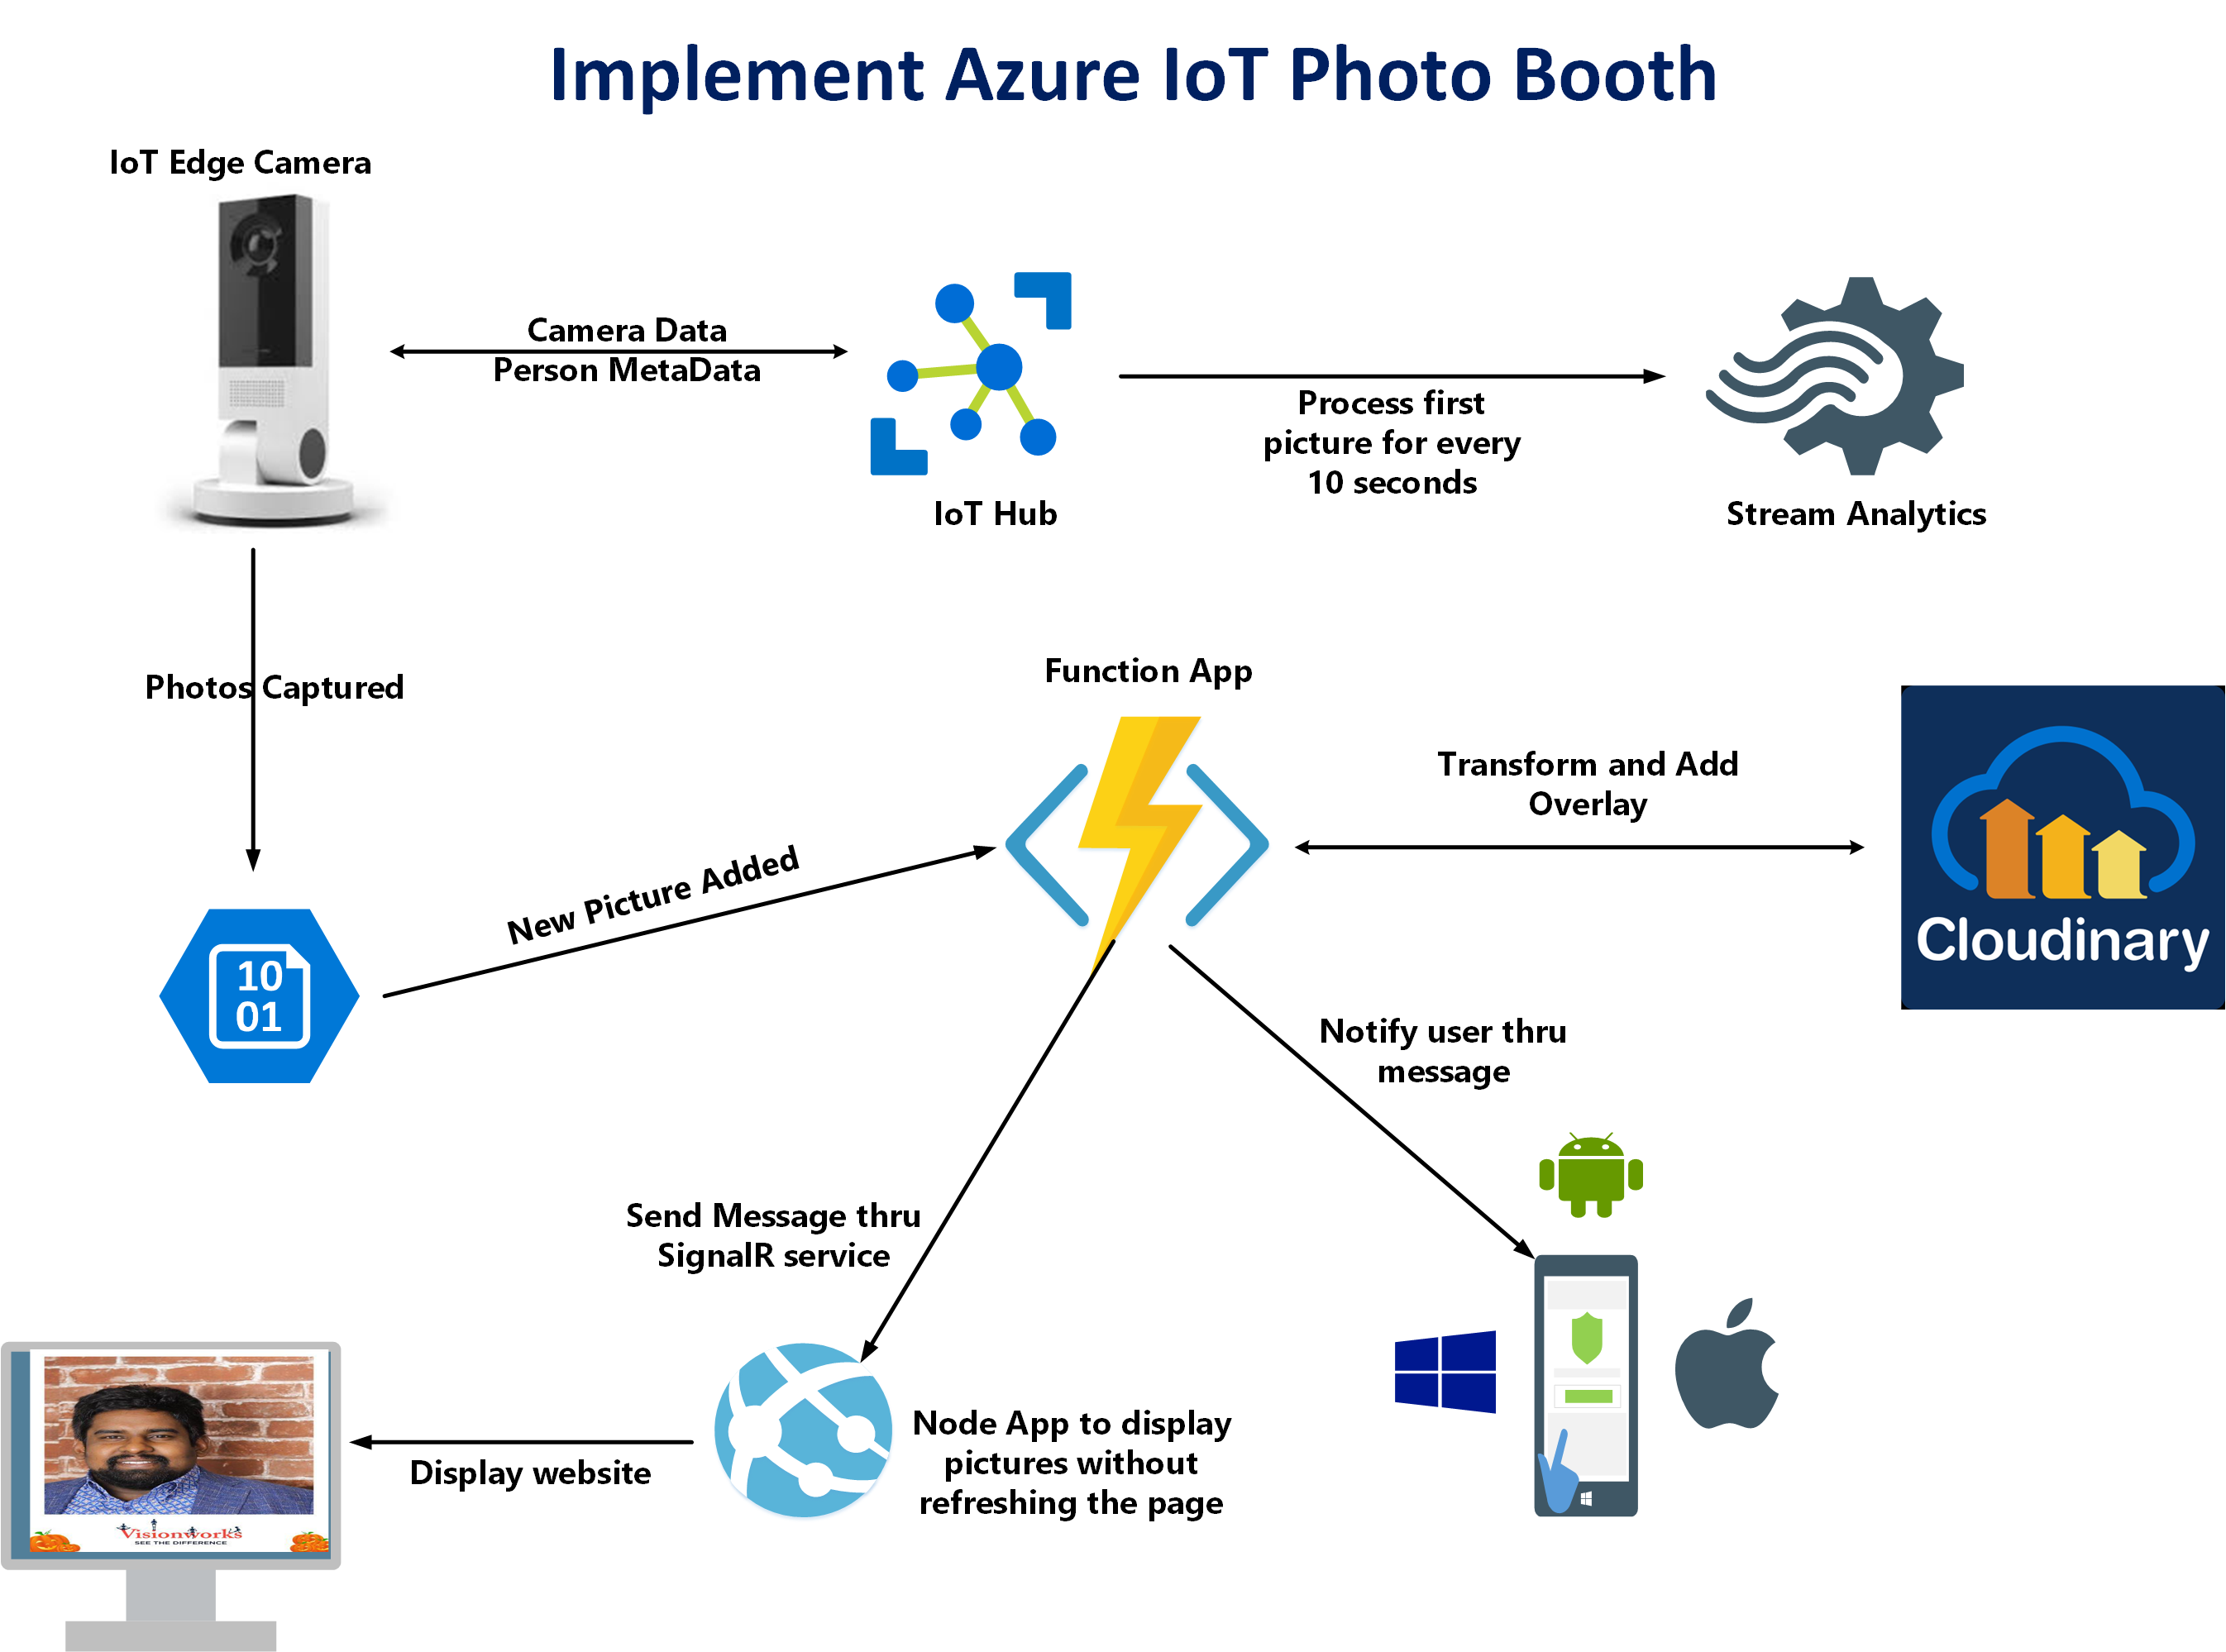 Implement Azure IoT Photo Booth
IoT Edge Camera
Camera Data
Person MetaData
IoT Hub
Process first
picture for every
10 seconds
Stream Analytics
Photos Captured
Function App
Transform and Add
Overlay
Cloudinary
New Picture Added
10
01
Notify user thru
message
Send Message thru
SignalR service
Node App to display
pictures without
refreshing the page
Display website
Visionworks
SEE THE DIFFERENCE